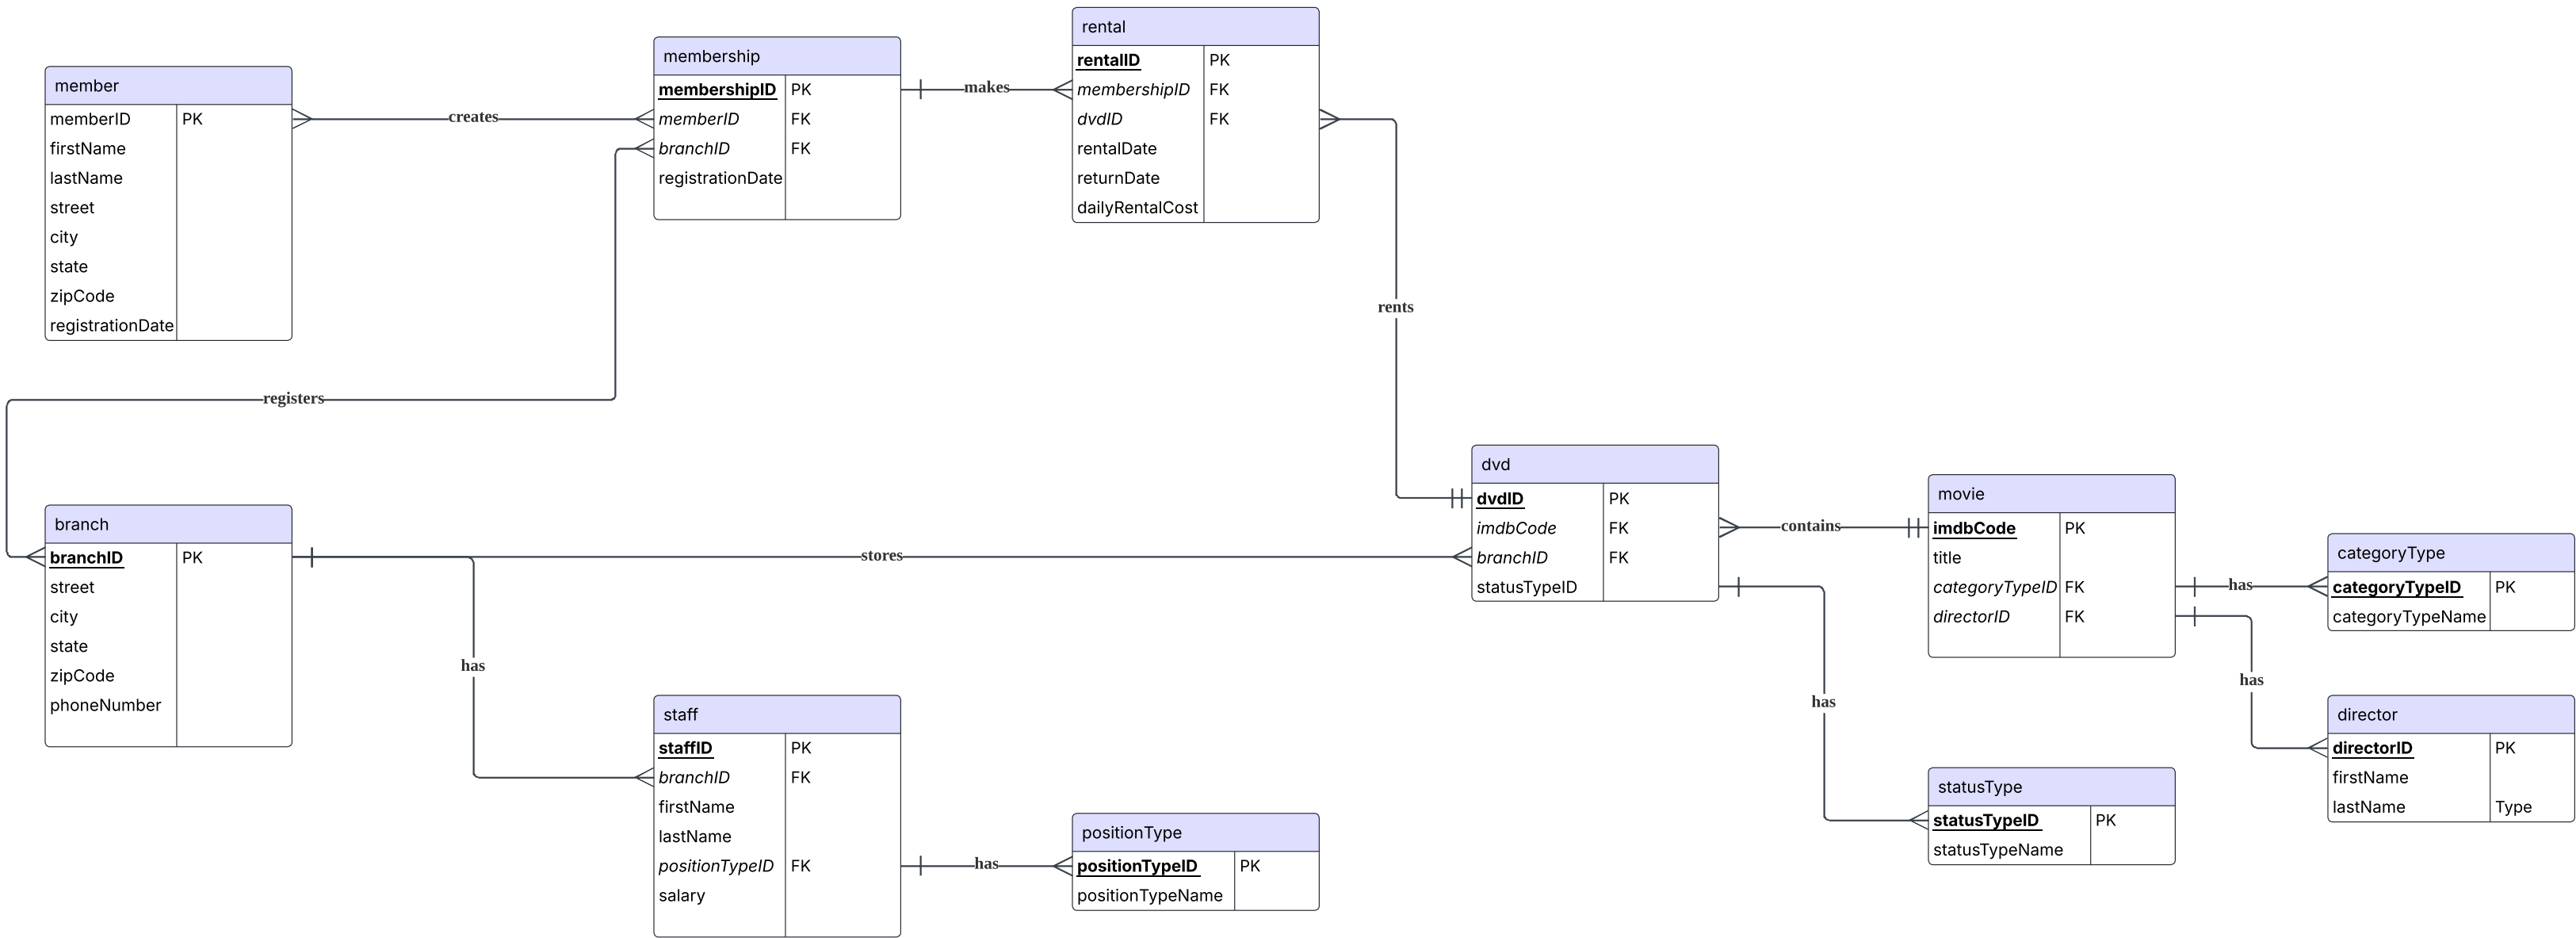 rental
rentalID PK
membershipID FK
dvdID FK
rentalDate
returnDate
dailyRentalCost
membership
membershipID PK
memberID FK
branchID FK
registrationDate
makes
member
memberID PK
firstName
lastName
street
city
state
zipCode
registrationDate
creates
rents
registers
branch
branchID PK
street
city
state
zipCode
phoneNumber
stores
dvd
dvdID PK
imdbCode FK
branchID FK
statusTypeID
contains
movie
imdbCode PK
title
categoryTypeID FK
directorID FK
has
categoryType
categoryTypeID PK
categoryTypeName
has
has
has
staff
staffID PK
branchID FK
firstName
lastName
positionTypeID FK
salary
has
positionType
positionTypeID PK
positionTypeName
statusType
statusTypeID PK
statusTypeName
director
directorID PK
firstName
lastName Type